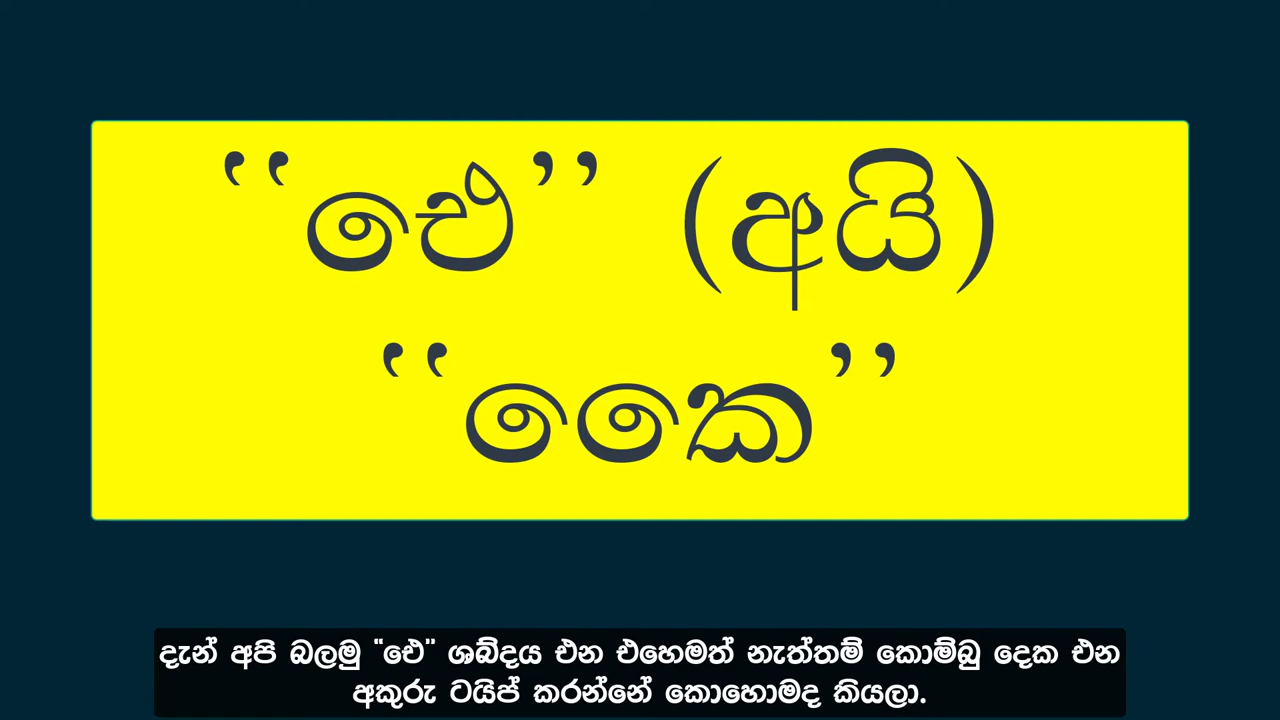 ‘‘ඓ’’ (අයි)
‘‘කෛ’’
දැන් අපි බලමු “ඓ” ශබ්දය එන එහෙමත් නැත්තම් කොම්බු දෙක එන
අකුරු ටයිප් කරන්නේ කොහොමද කියලා.